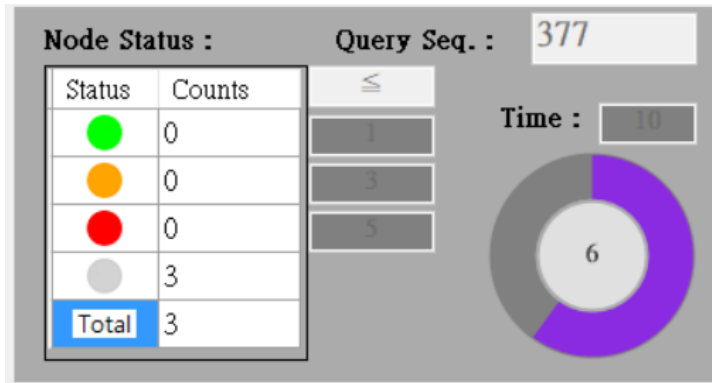 Node Status : Query Seq. : 377
Status Counts ≦
0 1
Time : 10
0 3
0 5
3
Total 3
6